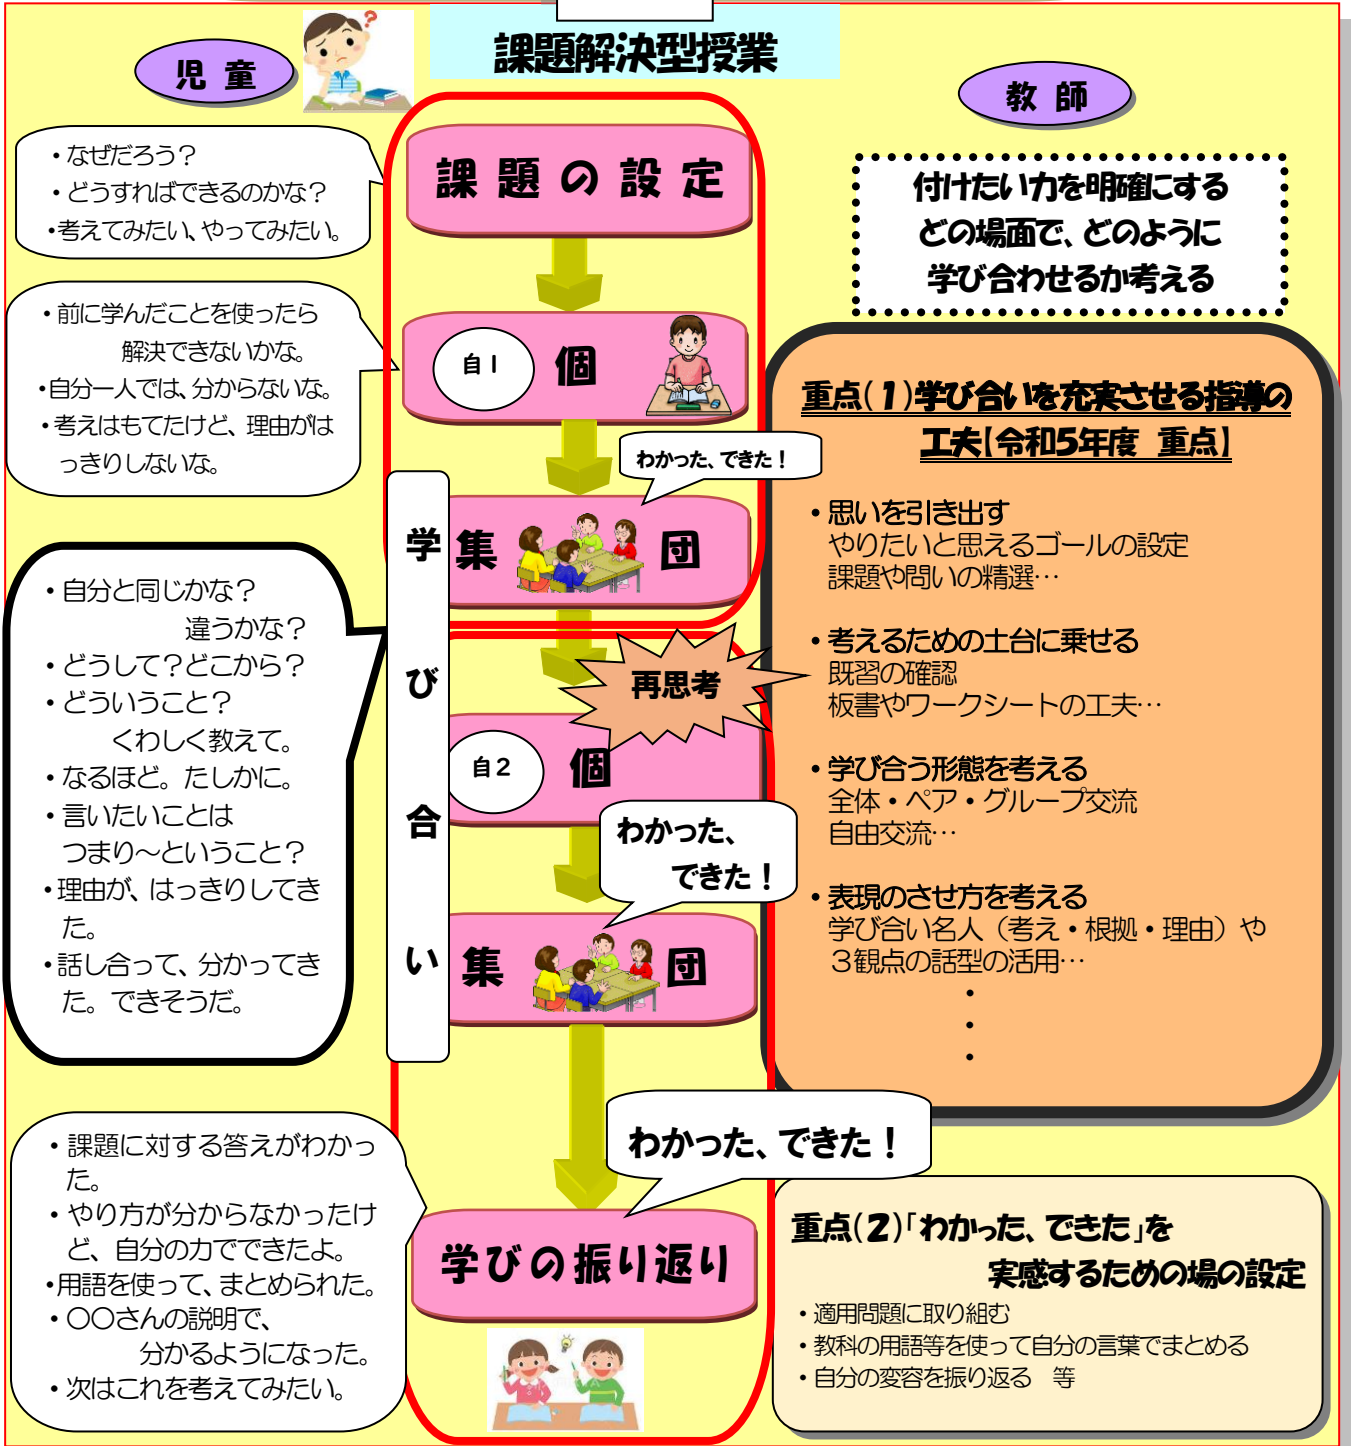 課題解決型授業
児童
教師
・なぜだろう？
・どうすればできるのかな？
・考えてみたい、やってみたい。
課題の設定
付けたい力を明確にする
どの場面で、どのように
学び合わせるか考える
・前に学んだことを使ったら
解決できないかな。
・自分一人では、分からないな。
・考えはもてたけど、理由がは
っきりしないな。
自1
個
わかった、できた！
学び合い
集団
・自分と同じかな？
違うかな？
・どうして？どこから？
・どういうこと？
くわしく教えて。
・なるほど。たしかに。
・言いたいことは
つまり～ということ？
・理由が、はっきりしてき
た。
・話し合って、分かってき
た。できそうだ。
再思考
自2
個
わかった、
できた！
集団
重点(1)学び合いを充実させる指導の
工夫【令和5年度 重点】
・思いを引き出す
やりたいと思えるゴールの設定
課題や問いの精選…
・考えるための土台に乗せる
既習の確認
板書やワークシートの工夫…
・学び合う形態を考える
全体・ペア・グループ交流
自由交流…
・表現のさせ方を考える
学び合い名人（考え・根拠・理由）や
３観点の話型の活用…
・
・
・
わかった、できた！
・課題に対する答えがわかっ
た。
・やり方が分からなかったけ
ど、自分の力でできたよ。
・用語を使って、まとめられた。
・〇〇さんの説明で、
分かるようになった。
・次はこれを考えてみたい。
学びの振り返り
重点(2)「わかった、できた」を
実感するための場の設定
・適用問題に取り組む
・教科の用語等を使って自分の言葉でまとめる
・自分の変容を振り返る　等